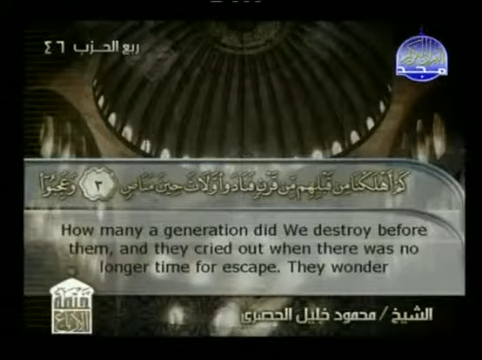 ربع الحزب ٤٦
مجد
كَمْ أَهْلَكْنَا مِن قَبْلِهِم مِّن قَرْنٍ فَنَادَوا۟ وَّلَاتَ حِينَ مَنَاصٍ ٣ وَعَجِبُوٓا۟
How many a generation did We destroy before
them, and they cried out when there was no
longer time for escape. They wonder
الشيخ / محمود خليل الحصري